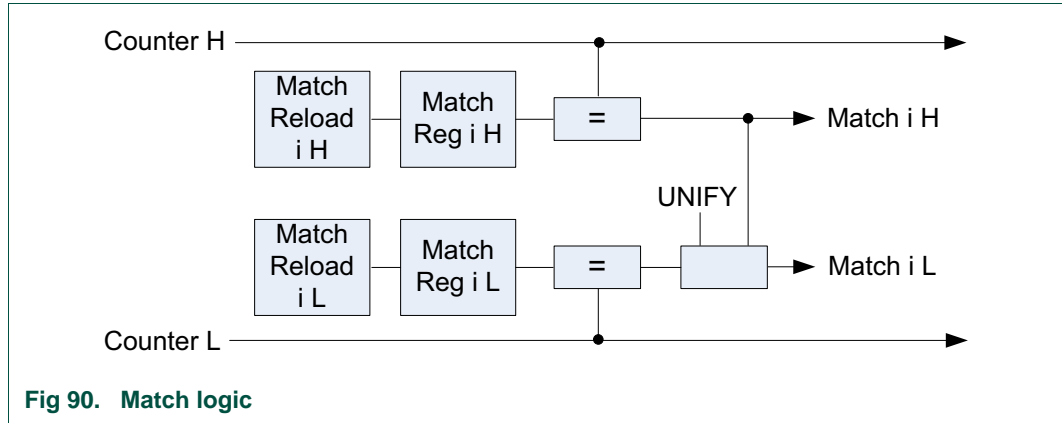 Counter H
Match
Reload
i H
Match
Reg i H
=
Match i H
UNIFY
Match
Reload
i L
Match
Reg i L
=
Match i L
Counter L
Fig 90. Match logic